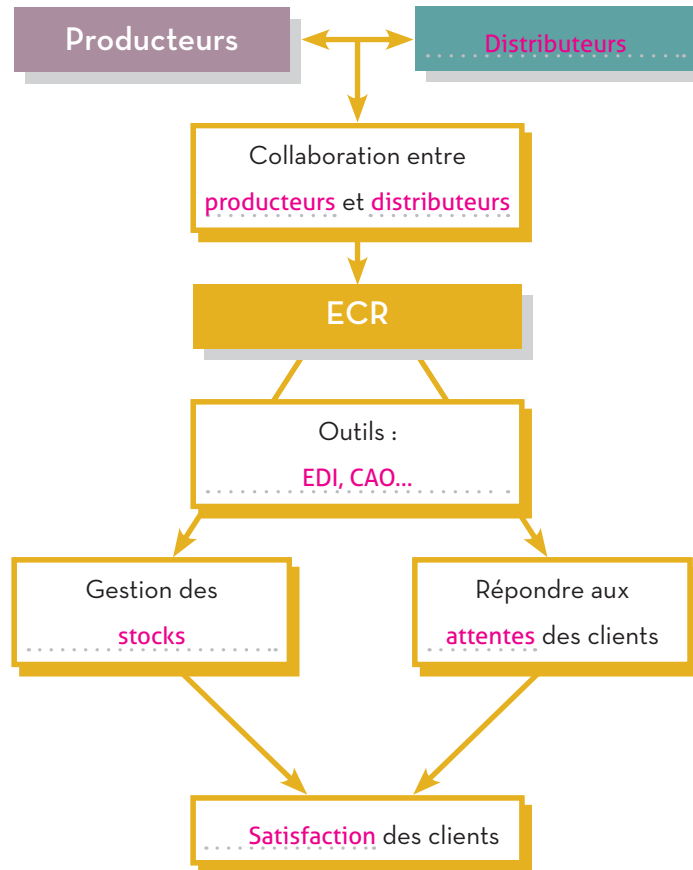 Producteurs
Distributeurs
Collaboration entre
producteurs et distributeurs
ECR
Outils :
EDI, CAO...
Gestion des
stocks
Répondre aux
attentes des clients
Satisfaction des clients